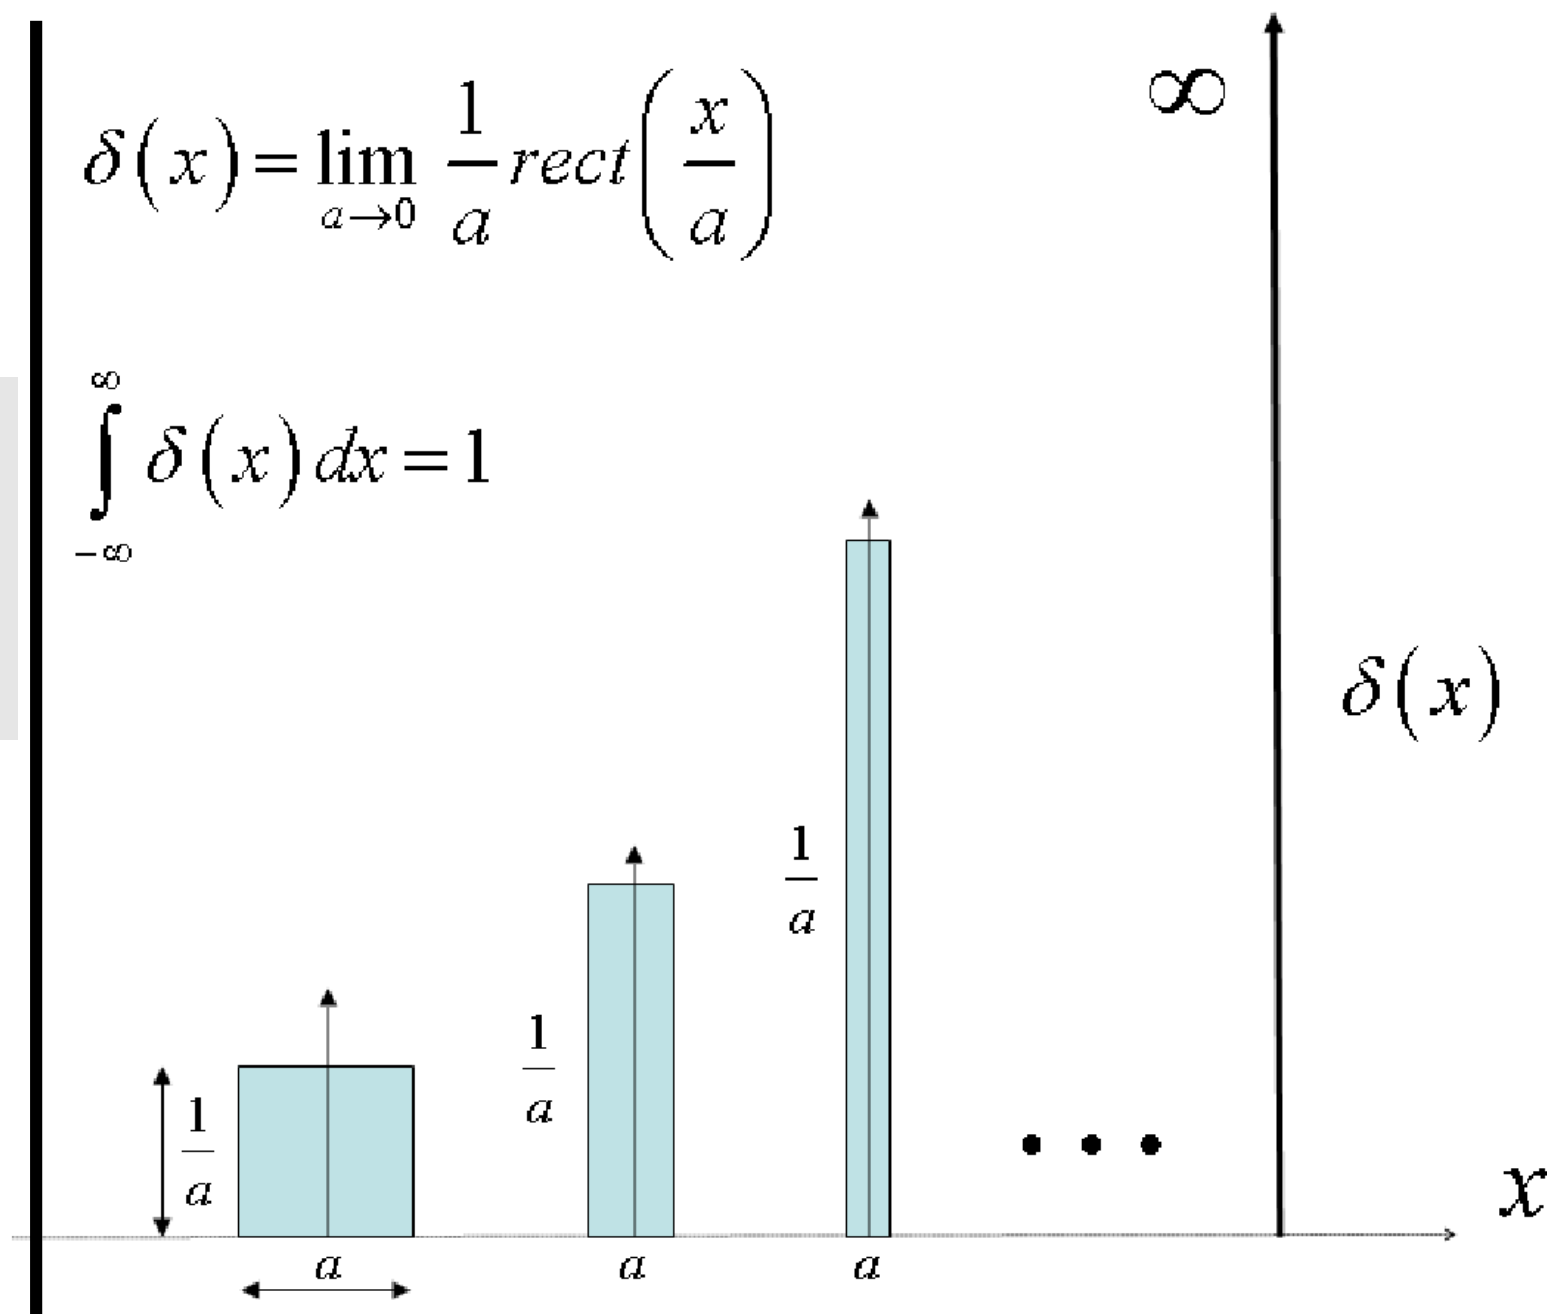 δ(x) = lim_{a→0} 1/a rect(x/a)
∞
∫_{-∞}^{∞} δ(x) dx = 1
δ(x)
1/a
1/a
1/a
x
a
a
a